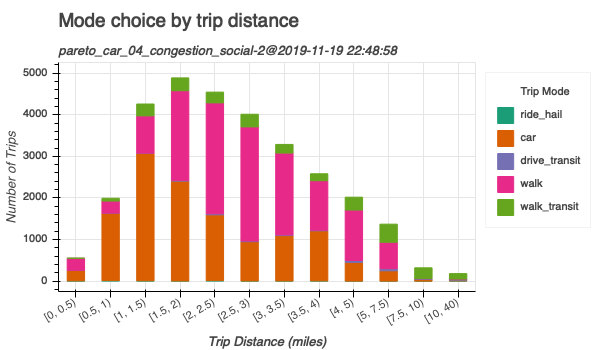 Mode choice by trip distance
pareto_car_04_congestion_social-2@2019-11-19 22:48:58
Number of Trips
5000
4000
3000
2000
1000
0
[0, 0.5)
[0.5, 1)
[1, 1.5)
[1.5, 2)
[2, 2.5)
[2.5, 3)
[3, 3.5)
[3.5, 4)
[4, 5)
[5, 7.5)
[7.5, 10)
[10, 40)
Trip Distance (miles)
Trip Mode
ride_hail
car
drive_transit
walk
walk_transit